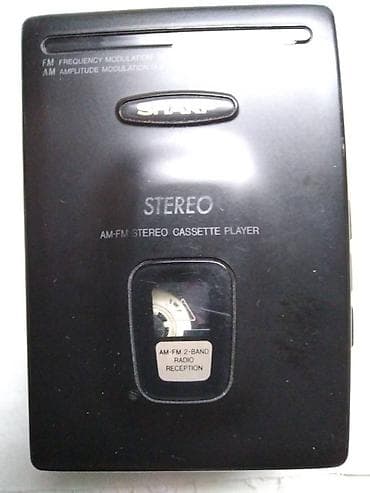 FM FREQUENCY MODULATION
AM AMPLITUDE MODULATION
SHARP
STEREO
AM-FM STEREO CASSETTE PLAYER
AM-FM 2-BAND
RADIO
RECEPTION